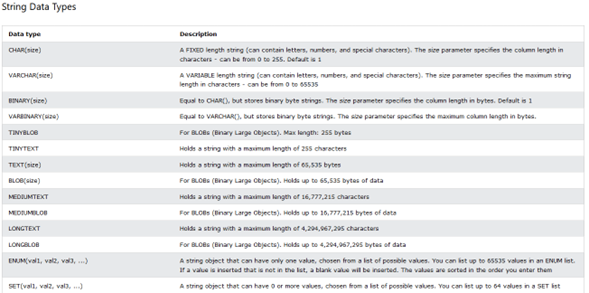 String Data Types
Data type Description
CHAR(size) A FIXED length string (can contain letters, numbers, and special characters). The size parameter specifies the column length in
characters - can be from 0 to 255. Default is 1
VARCHAR(size) A VARIABLE length string (can contain letters, numbers, and special characters). The size parameter specifies the maximum string
length in characters - can be from 0 to 65535
BINARY(size) Equal to CHAR(), but stores binary byte strings. The size parameter specifies the column length in bytes. Default is 1
VARBINARY(size) Equal to VARCHAR(), but stores binary byte strings. The size parameter specifies the maximum column length in bytes.
TINYBLOB For BLOBs (Binary Large Objects). Max length: 255 bytes
TINYTEXT Holds a string with a maximum length of 255 characters
TEXT(size) Holds a string with a maximum length of 65,535 bytes
BLOB(size) For BLOBs (Binary Large Objects). Holds up to 65,535 bytes of data
MEDIUMTEXT Holds a string with a maximum length of 16,777,215 characters
MEDIUMBLOB For BLOBs (Binary Large Objects). Holds up to 16,777,215 bytes of data
LONGTEXT Holds a string with a maximum length of 4,294,967,295 characters
LONGBLOB For BLOBs (Binary Large Objects). Holds up to 4,294,967,295 bytes of data
ENUM(val1, val2, val3, ...) A string object that can have only one value, chosen from a list of possible values. You can list up to 65535 values in an ENUM list.
If a value is inserted that is not in the list, a blank value will be inserted. The values are sorted in the order you enter them
SET(val1, val2, val3, ...) A string object that can have 0 or more values, chosen from a list of possible values. You can list up to 64 values in a SET list